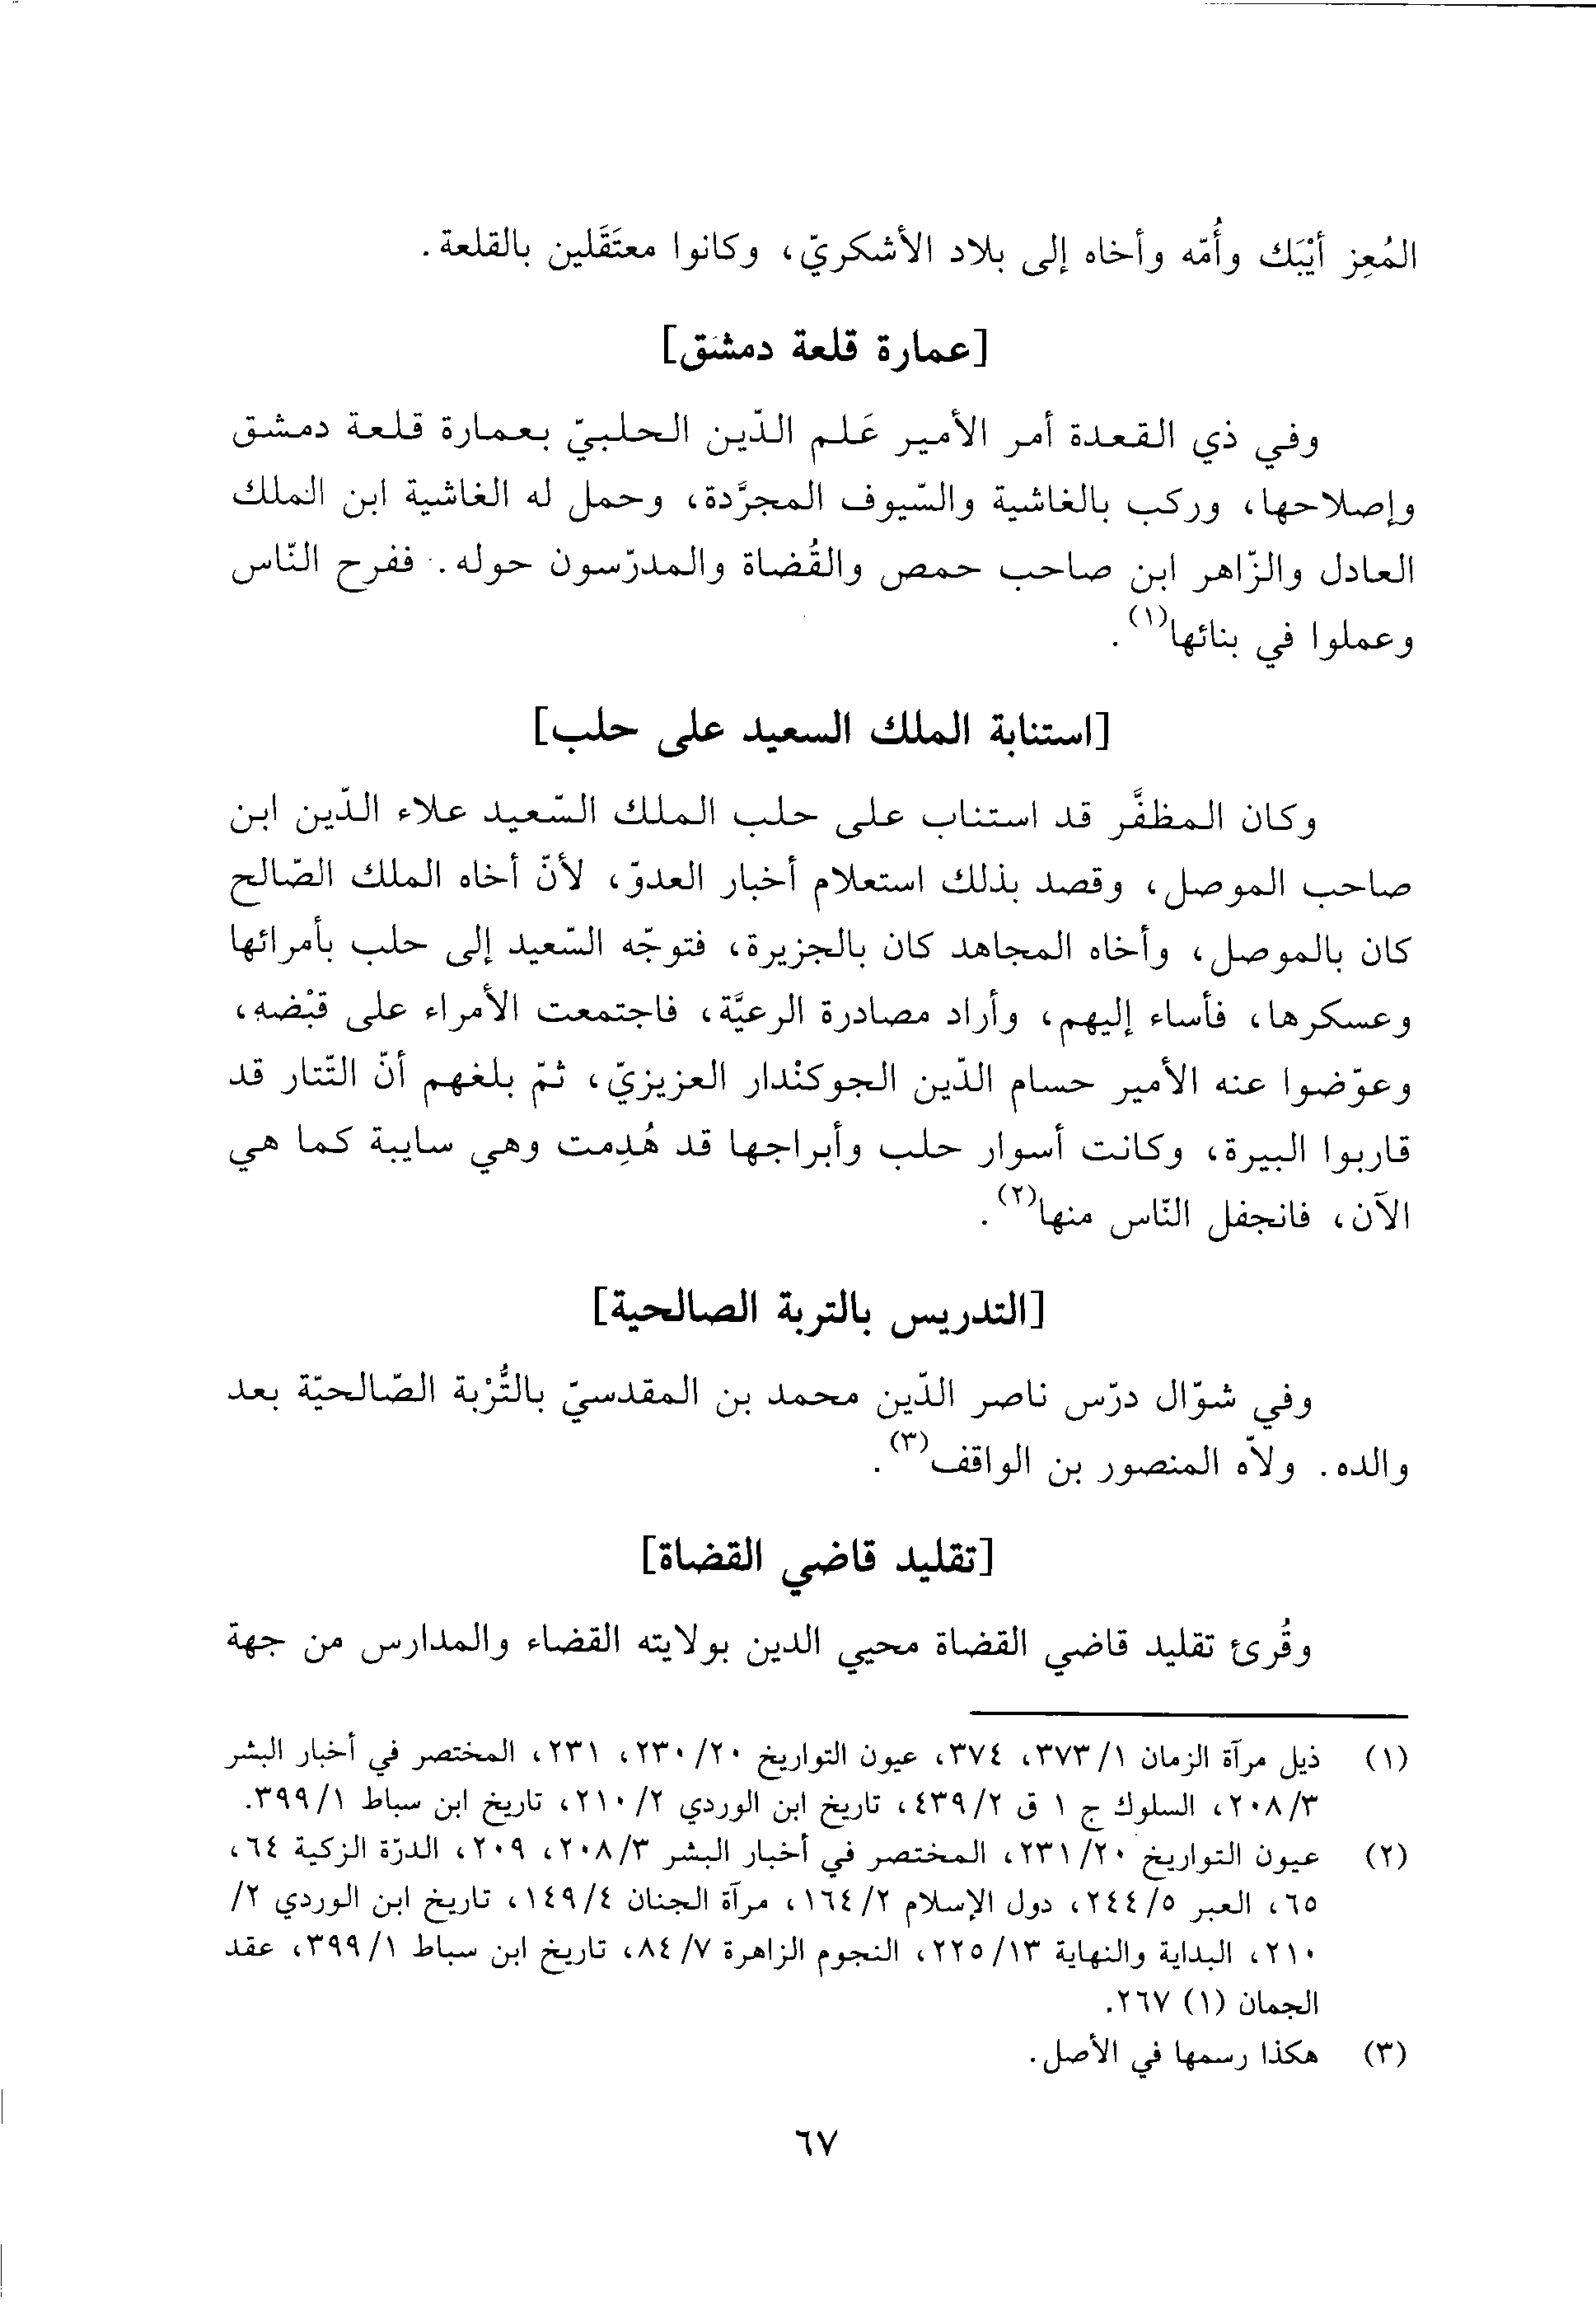 المُعِز أيْبَك وأُمّه وأخاه إلى بلاد الأشكريّ، وكانوا معتَقَلين بالقلعة.
[عمارة قلعة دمشق]
وفي ذي القعدة أمر الأمير عَلم الدّين الحلبيّ بعمارة قلعة دمشق
وإصلاحها، وركب بالغاشية والسّيوف المجرَّدة، وحمل له الغاشية ابن الملك
العادل والزّاهر ابن صاحب حمص والقُضاة والمدرّسون حوله. ففرح النّاس
وعملوا في بنائها(١).
[استنابة الملك السعيد على حلب]
وكان المظفَّر قد استناب على حلب الملك السّعيد علاء الدّين ابن
صاحب الموصل، وقصد بذلك استعلام أخبار العدوّ، لأنّ أخاه الملك الصّالح
كان بالموصل، وأخاه المجاهد كان بالجزيرة، فتوجّه السّعيد إلى حلب بأمرائها
وعسكرها، فأساء إليهم، وأراد مصادرة الرعيَّة، فاجتمعت الأمراء على قبْضه،
وعوّضوا عنه الأمير حسام الدّين الجوكنْدار العزيزيّ، ثمّ بلغهم أنّ التّتار قد
قاربوا البيرة، وكانت أسوار حلب وأبراجها قد هُدِمت وهي سايبة كما هي
الآن، فانجفل النّاس منها(٢).
[التدريس بالتربة الصالحية]
وفي شوّال درّس ناصر الدّين محمد بن المقدسيّ بالتُّرْبة الصّالحيّة بعد
والده. ولاّه المنصور بن الواقف(٣).
[تقليد قاضي القضاة]
وقُرئ تقليد قاضي القضاة محيي الدين بولايته القضاء والمدارس من جهة
(١) ذيل مرآة الزمان ١/ ٣٧٣، ٣٧٤، عيون التواريخ ٢٠/ ٢٣٠، ٢٣١، المختصر في أخبار البشر
٣/ ٢٠٨، السلوك ج ١ ق ٢/ ٤٣٩، تاريخ ابن الوردي ٢/ ٢١٠، تاريخ ابن سباط ١/ ٣٩٩.
(٢) عيون التواريخ ٢٠/ ٢٣١، المختصر في أخبار البشر ٣/ ٢٠٨، ٢٠٩، الدرّة الزكية ٦٤،
٦٥، العبر ٥/ ٢٤٤، دول الإسلام ٢/ ١٦٤، مرآة الجنان ٤/ ١٤٩، تاريخ ابن الوردي ٢/
٢١٠، البداية والنهاية ١٣/ ٢٢٥، النجوم الزاهرة ٧/ ٨٤، تاريخ ابن سباط ١/ ٣٩٩، عقد
الجمان (١) ٢٦٧.
(٣) هكذا رسمها في الأصل.
٦٧